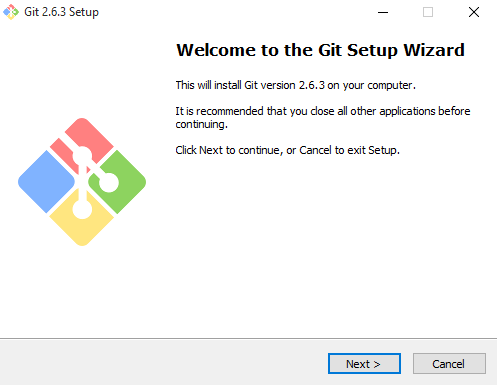 Git 2.6.3 Setup
Welcome to the Git Setup Wizard
This will install Git version 2.6.3 on your computer.
It is recommended that you close all other applications before
continuing.
Click Next to continue, or Cancel to exit Setup.
Next >
Cancel